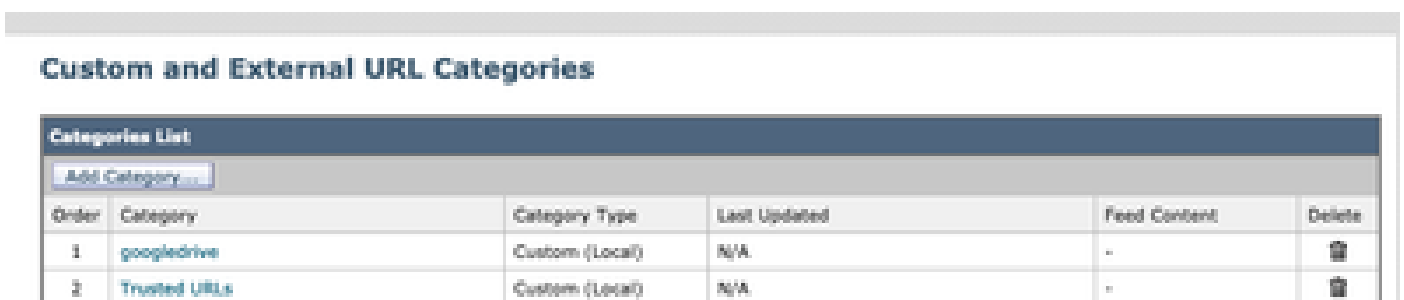 Custom and External URL Categories
Categories List
Add Category...
Order Category Category Type Last Updated Feed Content Delete
1 googledrive Custom (Local) N/A -
2 Trusted URLs Custom (Local) N/A -